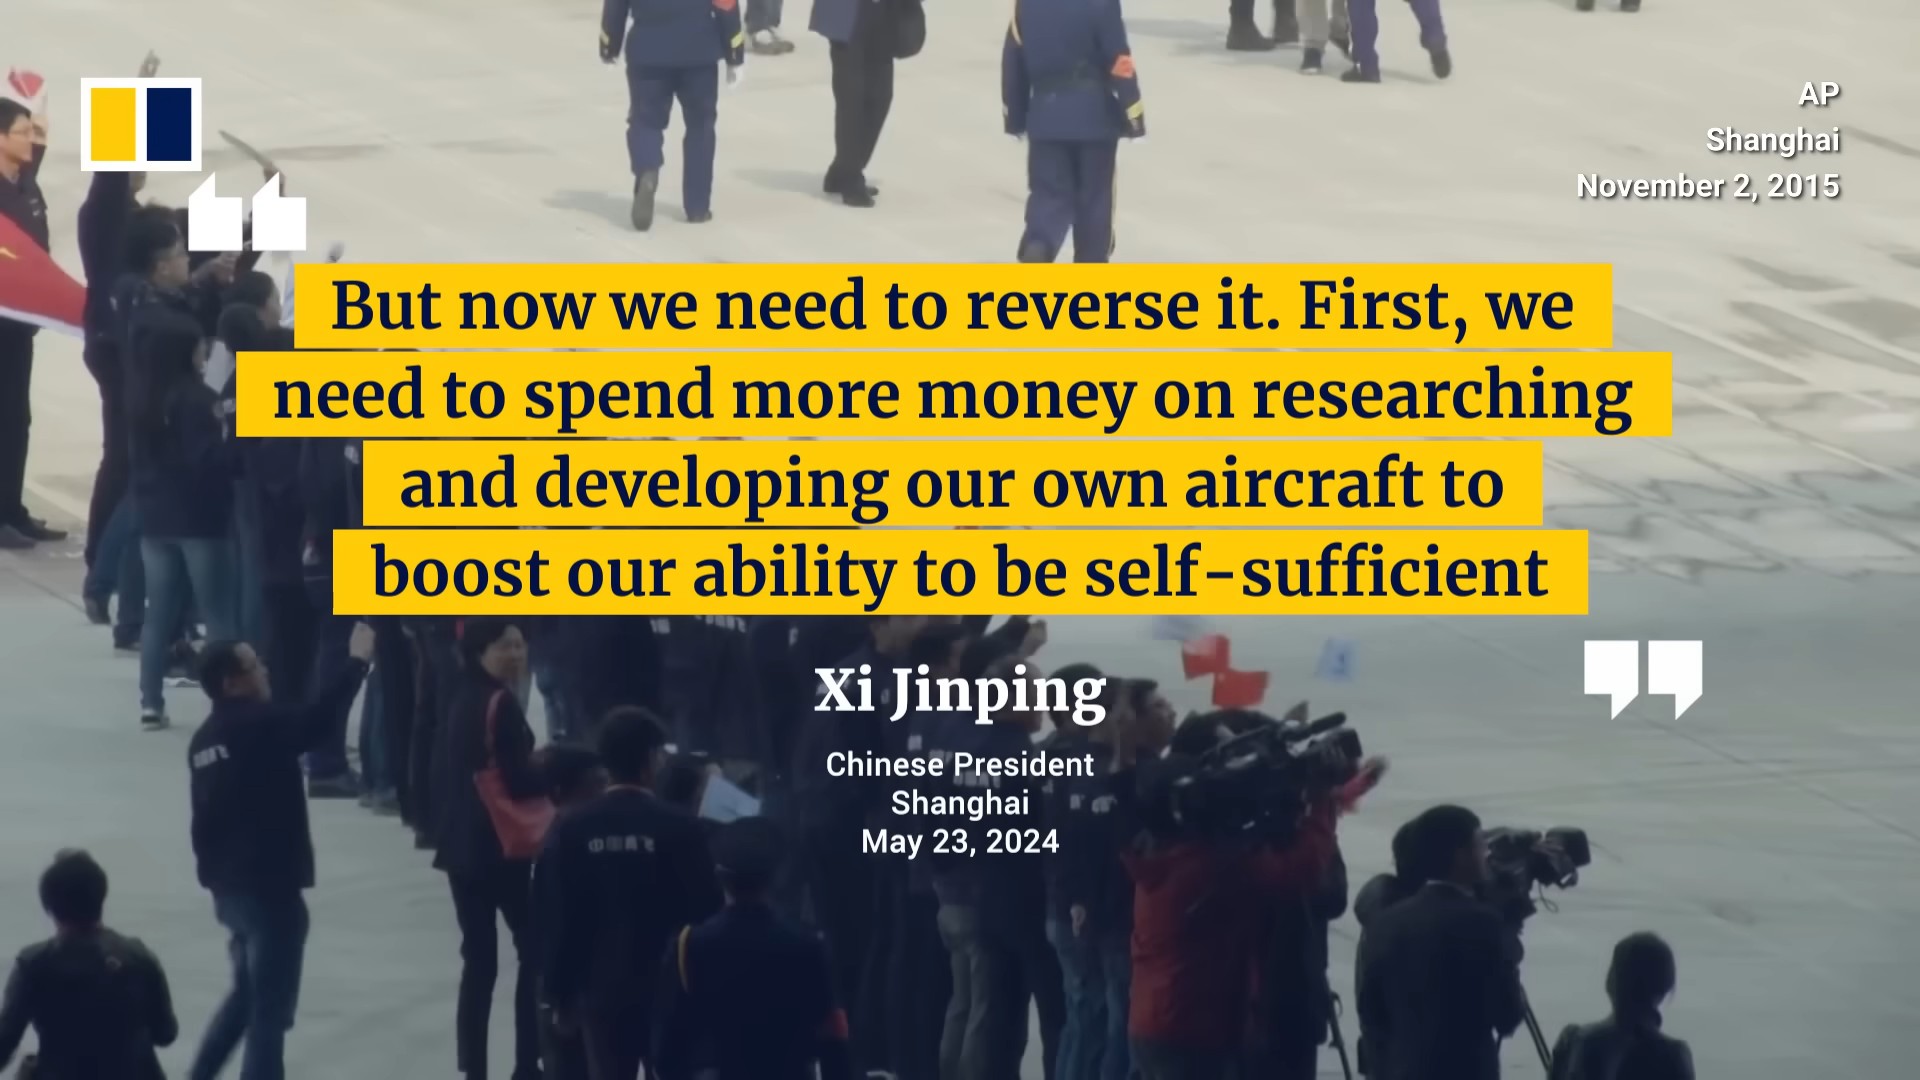 AP
Shanghai
November 2, 2015
But now we need to reverse it. First, we
need to spend more money on researching
and developing our own aircraft to
boost our ability to be self-sufficient
Xi Jinping
Chinese President
Shanghai
May 23, 2024